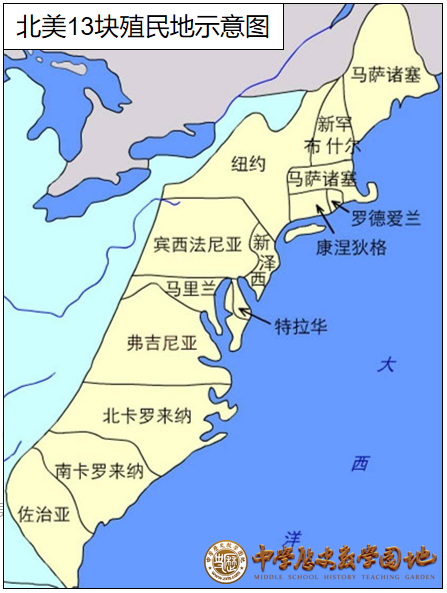 北美13块殖民地示意图
马萨诸塞
新罕
布什尔
纽约
马萨诸塞
罗德爱兰
康涅狄格
宾西法尼亚
新
泽
西
马里兰
特拉华
弗吉尼亚
大
北卡罗来纳
西
南卡罗来纳
佐治亚
洋
中学历史教学园地
MIDDLE SCHOOL HISTORY TEACHING GARDEN